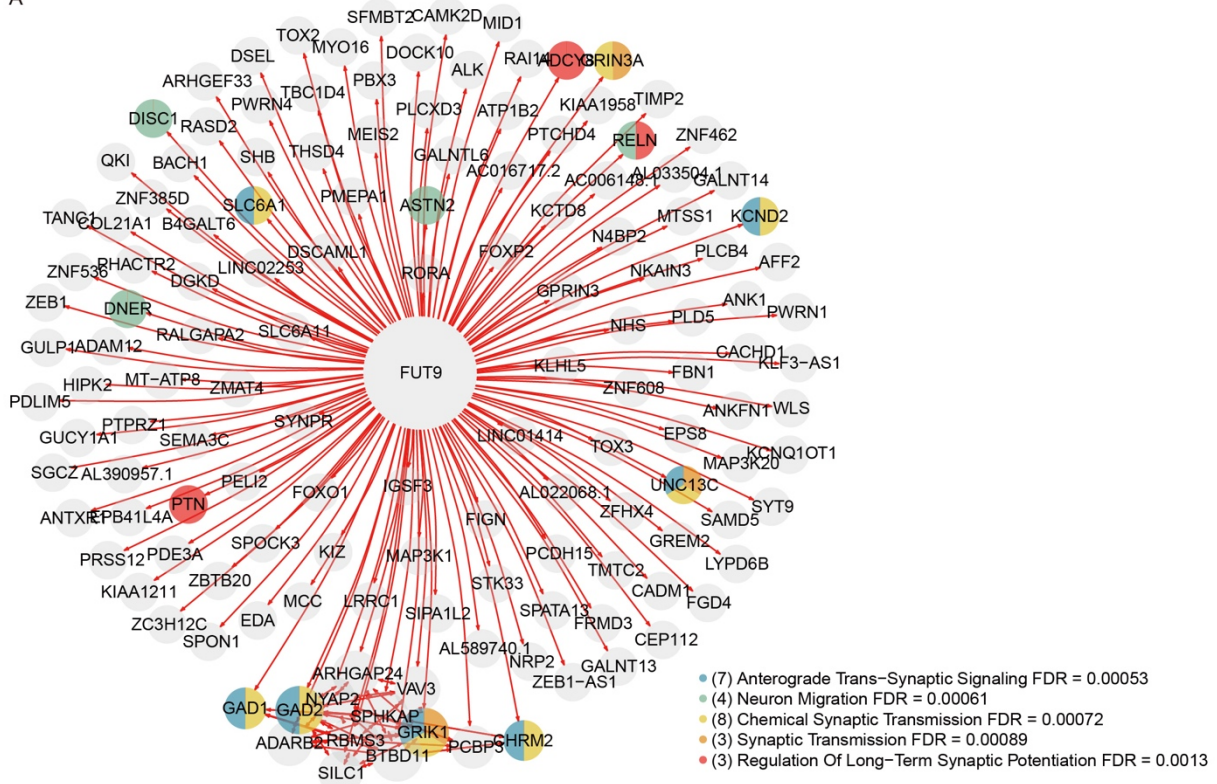 A
SFMBT2
CAMK2D
MID1
TOX2
MYO16
DOCK10
RAI14
ADCY8
GRIN3A
DSEL
ALK
ARHGEF33
TBC1D4
PBX3
PWRN4
PLCXD3
ATP1B2
KIAA1958
TIMP2
DISC1
RASD2
MEIS2
PTCHD4
RELN
ZNF462
QKI
BACH1
SHB
THSD4
GALNTL6
AC016717.2
AC006148.1
AL033504.1
GALNT14
ZNF385D
SLC6A1
PMEPA1
ASTN2
KCTD8
MTSS1
KCND2
TANC1
COL21A1
B4GALT6
DSCAML1
FOXP2
N4BP2
PLCB4
AFF2
ZNF536
PHACTR2
DGKD
LINC02253
RORA
GPRIN3
NKAIN3
ZEB1
DNER
RALGAPA2
SLC6A11
NHS
PLD5
ANK1
PWRN1
GULP1
ADAM12
CACHD1
KLF3-AS1
HIPK2
MT-ATP8
ZMAT4
FUT9
KLHL5
FBN1
ZNF608
PDLIM5
PTPRZ1
SYNPR
ANKFN1
WLS
GUCY1A1
SEMA3C
LINC01414
TOX3
EPS8
KCNQ1OT1
SGCZ
AL390957.1
PELI2
FOXO1
IGSF3
AL022068.1
UNC13C
MAP3K20
ANTXR1
EPB41L4A
PTN
FIGN
ZFHX4
SAMD5
SYT9
PRSS12
PDE3A
SPOCK3
KIZ
MAP3K1
PCDH15
GREM2
LYPD6B
KIAA1211
ZBTB20
MCC
LRRC1
STK33
TMTC2
CADM1
FGD4
ZC3H12C
SPON1
EDA
SIPA1L2
SPATA13
FRMD3
CEP112
AL589740.1
NRP2
GALNT13
ZEB1-AS1
ARHGAP24
NYAP2
VAV3
GAD1
GAD2
SPHKAP
GRIK1
CHRM2
ADARB2
ERBMS3
BTBD11
PCBP3
SILC1
(7) Anterograde Trans-Synaptic Signaling FDR = 0.00053
(4) Neuron Migration FDR = 0.00061
(8) Chemical Synaptic Transmission FDR = 0.00072
(3) Synaptic Transmission FDR = 0.00089
(3) Regulation Of Long-Term Synaptic Potentiation FDR = 0.0013